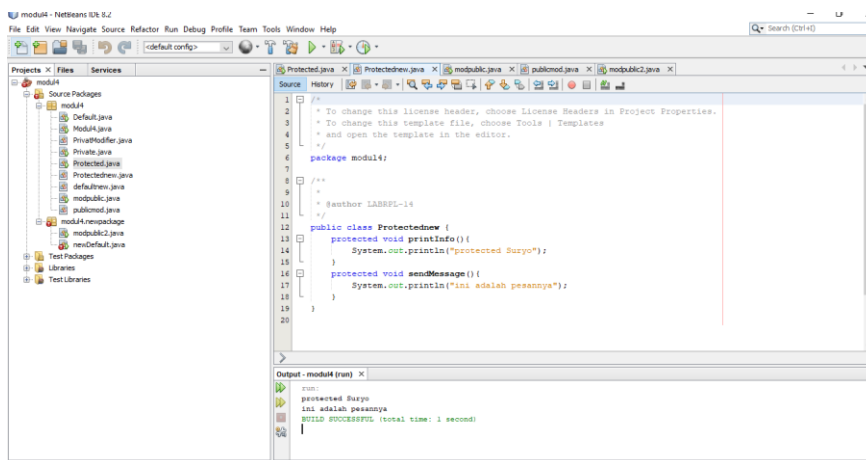 modul4 - NetBeans IDE 8.2
File Edit View Navigate Source Refactor Run Debug Profile Team Tools Window Help
Search (Ctrl+I)
<default config>
Projects × Files Services
Protected.java × Protectednew.java × modpublic.java × publicmod.java × modpublic2.java ×
Source History
modul4
Source Packages
modul4
Default.java
Modul4.java
PrivatModifier.java
Private.java
Protected.java
Protectednew.java
defaultnew.java
modpublic.java
publicmod.java
modul4.newpackage
modpublic2.java
newDefault.java
Test Packages
Libraries
Test Libraries
1 /*
2 * To change this license header, choose License Headers in Project Properties.
3 * To change this template file, choose Tools | Templates
4 * and open the template in the editor.
5 */
6 package modul4;
7
8 /**
9 *
10 * @author LABRPL-14
11 */
12 public class Protectednew {
13 protected void printInfo(){
14 System.out.println("protected Suryo");
15 }
16 protected void sendMessage(){
17 System.out.println("ini adalah pesannya");
18 }
19 }
20
Output - modul4 (run) ×
run:
protected Suryo
ini adalah pesannya
BUILD SUCCESSFUL (total time: 1 second)